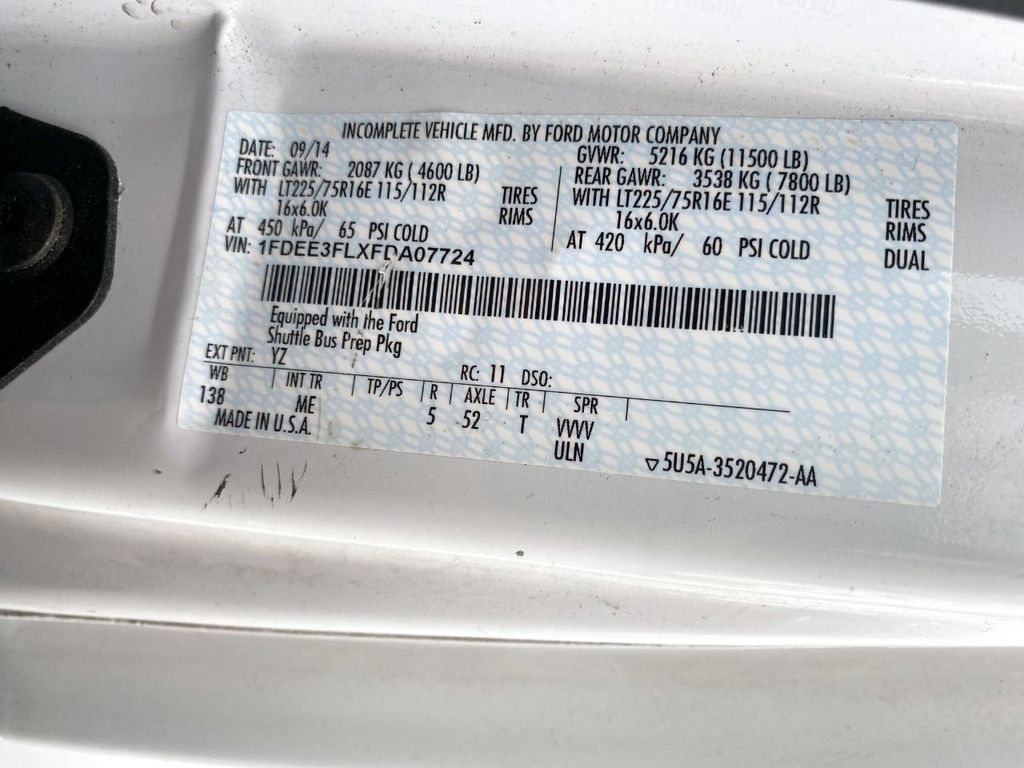 INCOMPLETE VEHICLE MFD. BY FORD MOTOR COMPANY
DATE: 09/14 GVWR: 5216 KG (11500 LB)
FRONT GAWR: 2087 KG ( 4600 LB) REAR GAWR: 3538 KG ( 7800 LB)
WITH LT225/75R16E 115/112R TIRES WITH LT225/75R16E 115/112R TIRES
16x6.0K RIMS 16x6.0K RIMS
AT 450 kPa/ 65 PSI COLD AT 420 kPa/ 60 PSI COLD DUAL
VIN: 1FDEE3FLXFDA07724
Equipped with the Ford
Shuttle Bus Prep Pkg
EXT PNT: YZ RC: 11 DSO:
WB INT TR TP/PS R AXLE TR SPR
138 ME 5 52 T VVVV
MADE IN U.S.A. ULN
▽5U5A-3520472-AA